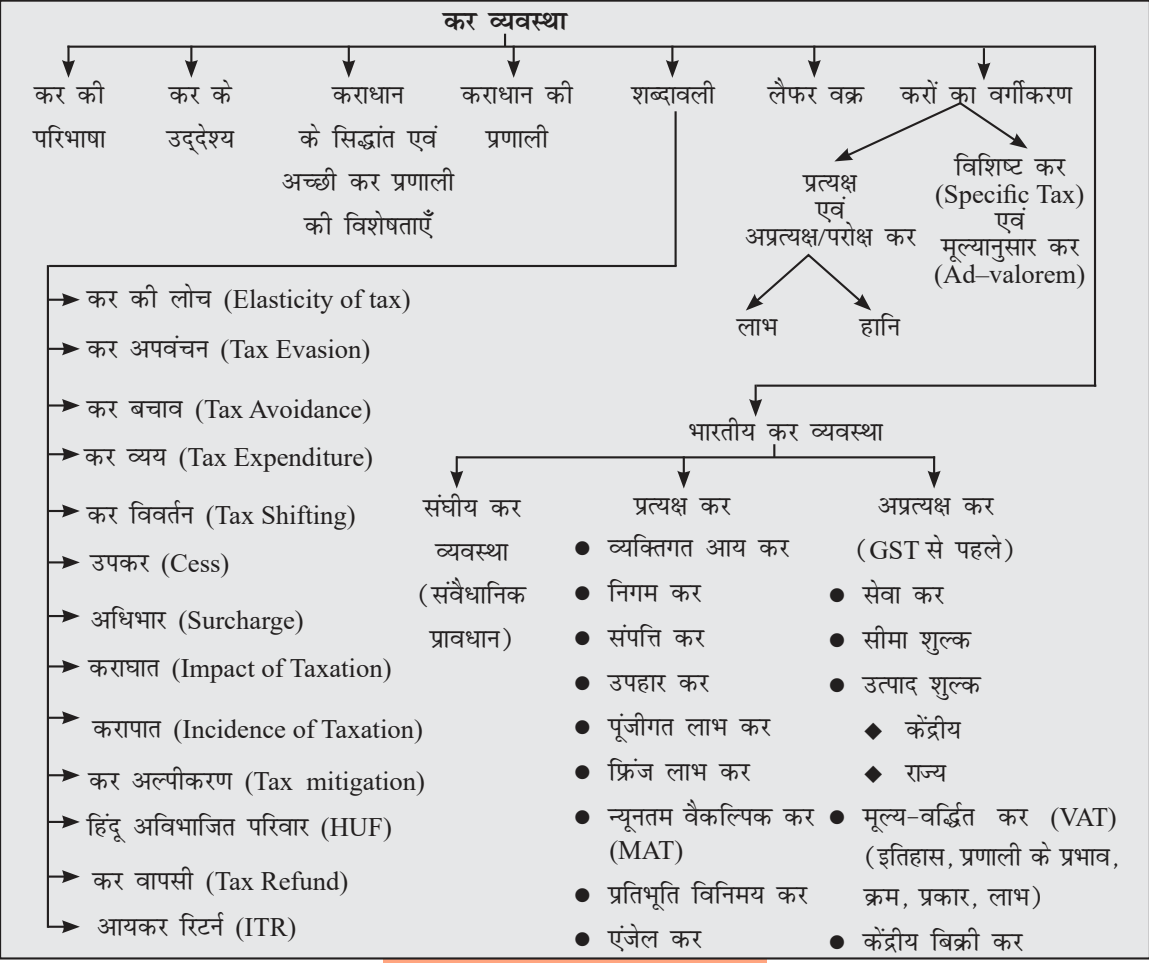 कर व्यवस्था
कर की
परिभाषा
कर के
उद्देश्य
कराधान
के सिद्धांत एवं
अच्छी कर प्रणाली
की विशेषताएँ
कराधान की
प्रणाली
शब्दावली
लैफर वक्र
करों का वर्गीकरण
प्रत्यक्ष
एवं
अप्रत्यक्ष/परोक्ष कर
विशिष्ट कर
(Specific Tax)
एवं
मूल्यानुसार कर
(Ad–valorem)
लाभ
हानि
कर की लोच (Elasticity of tax)
कर अपवंचन (Tax Evasion)
कर बचाव (Tax Avoidance)
कर व्यय (Tax Expenditure)
कर विवर्तन (Tax Shifting)
उपकर (Cess)
अधिभार (Surcharge)
कराघात (Impact of Taxation)
करापात (Incidence of Taxation)
कर अल्पीकरण (Tax mitigation)
हिंदू अविभाजित परिवार (HUF)
कर वापसी (Tax Refund)
आयकर रिटर्न (ITR)
भारतीय कर व्यवस्था
संघीय कर
व्यवस्था
(संवैधानिक
प्रावधान)
प्रत्यक्ष कर
● व्यक्तिगत आय कर
● निगम कर
● संपत्ति कर
● उपहार कर
● पूंजीगत लाभ कर
● फ्रिंज लाभ कर
● न्यूनतम वैकल्पिक कर
(MAT)
● प्रतिभूति विनिमय कर
● एंजेल कर
अप्रत्यक्ष कर
(GST से पहले)
● सेवा कर
● सीमा शुल्क
● उत्पाद शुल्क
◆ केंद्रीय
◆ राज्य
● मूल्य-वर्द्धित कर (VAT)
(इतिहास, प्रणाली के प्रभाव,
क्रम, प्रकार, लाभ)
● केंद्रीय बिक्री कर